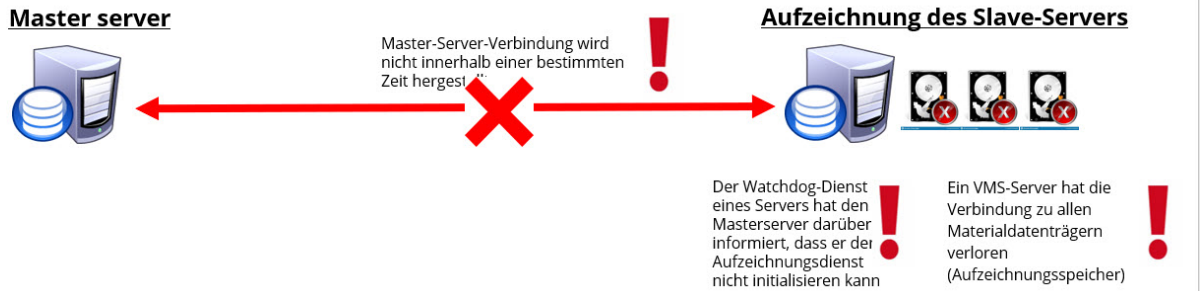 Master server
Aufzeichnung des Slave-Servers
Master-Server-Verbindung wird
nicht innerhalb einer bestimmten
Zeit
Der Watchdog-Dienst
eines Servers hat den
Masterserver darüber
informiert, dass er der
Aufzeichnungsdienst
nicht initialisieren kann
Ein VMS-Server hat die
Verbindung zu allen
Materialdatenträgern
verloren
(Aufzeichnungsspeicher)